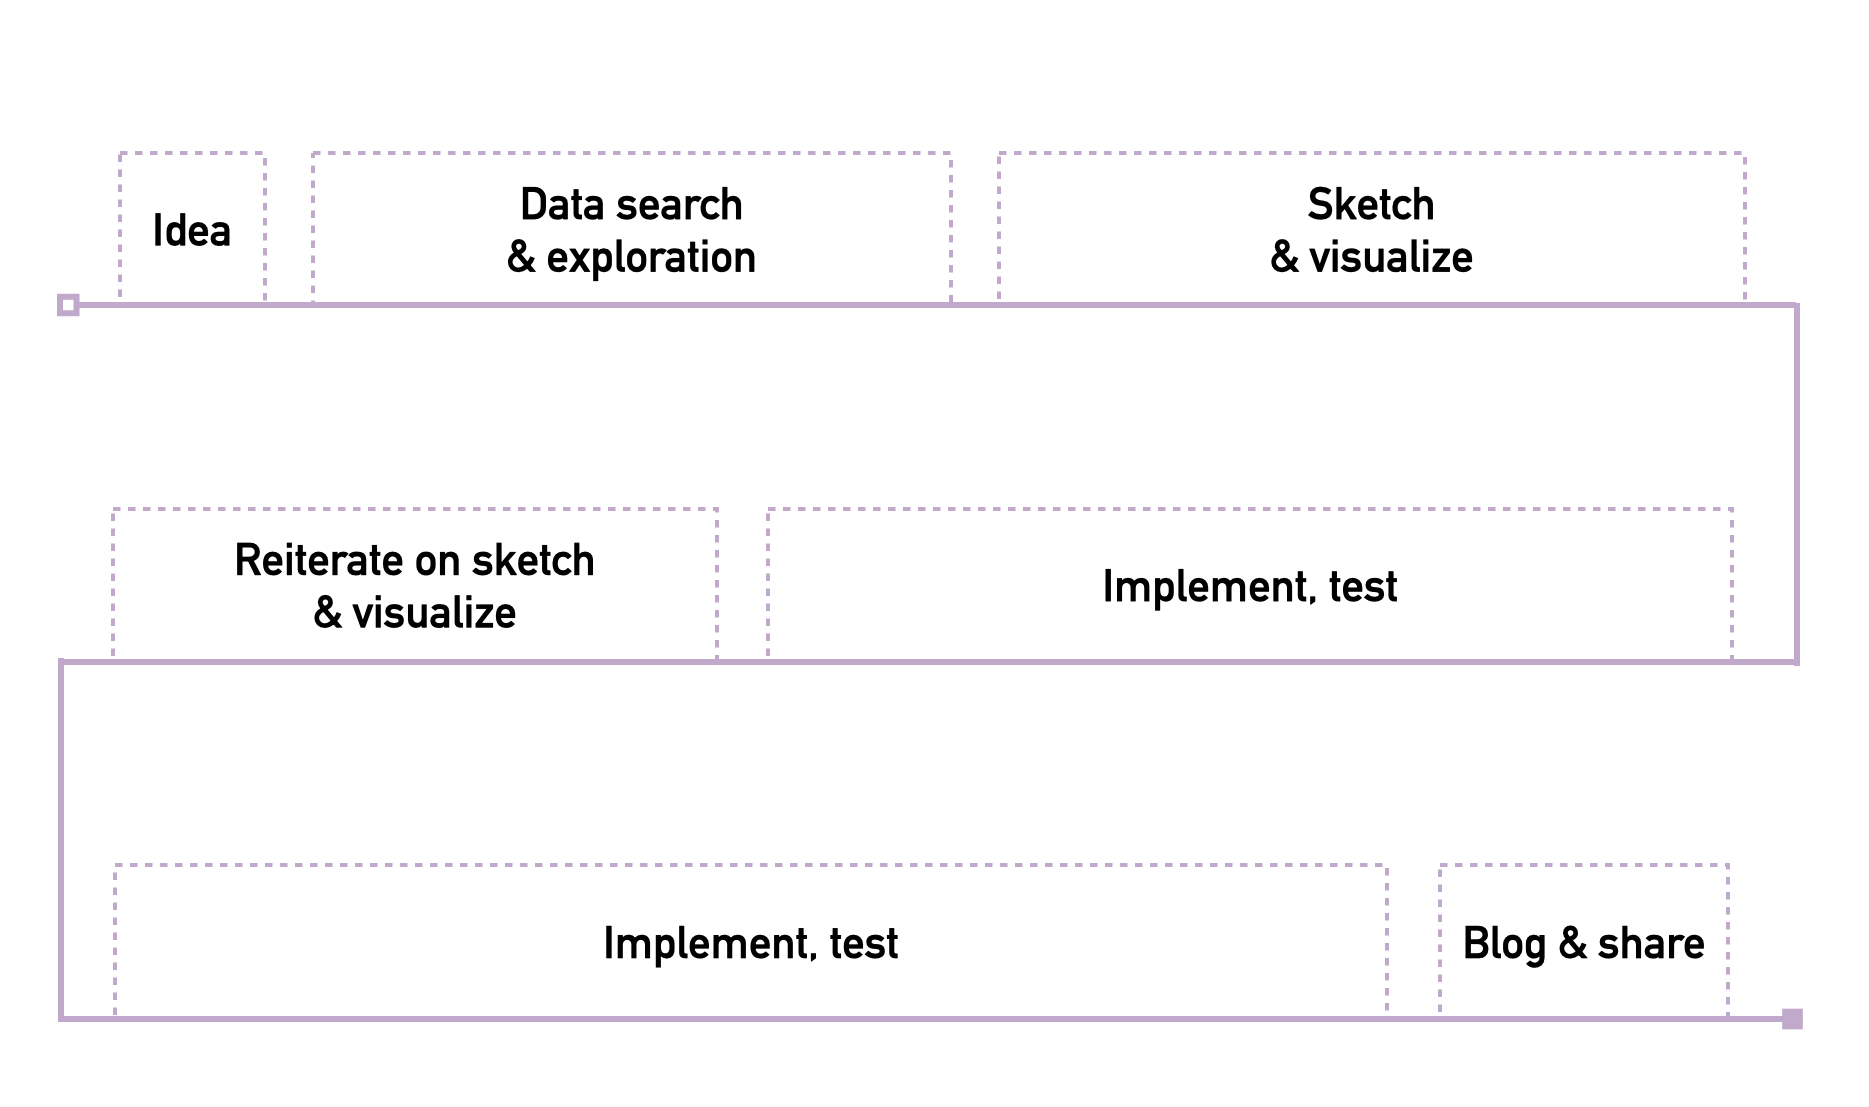 Idea
Data search
& exploration
Sketch
& visualize
Reiterate on sketch
& visualize
Implement, test
Implement, test
Blog & share